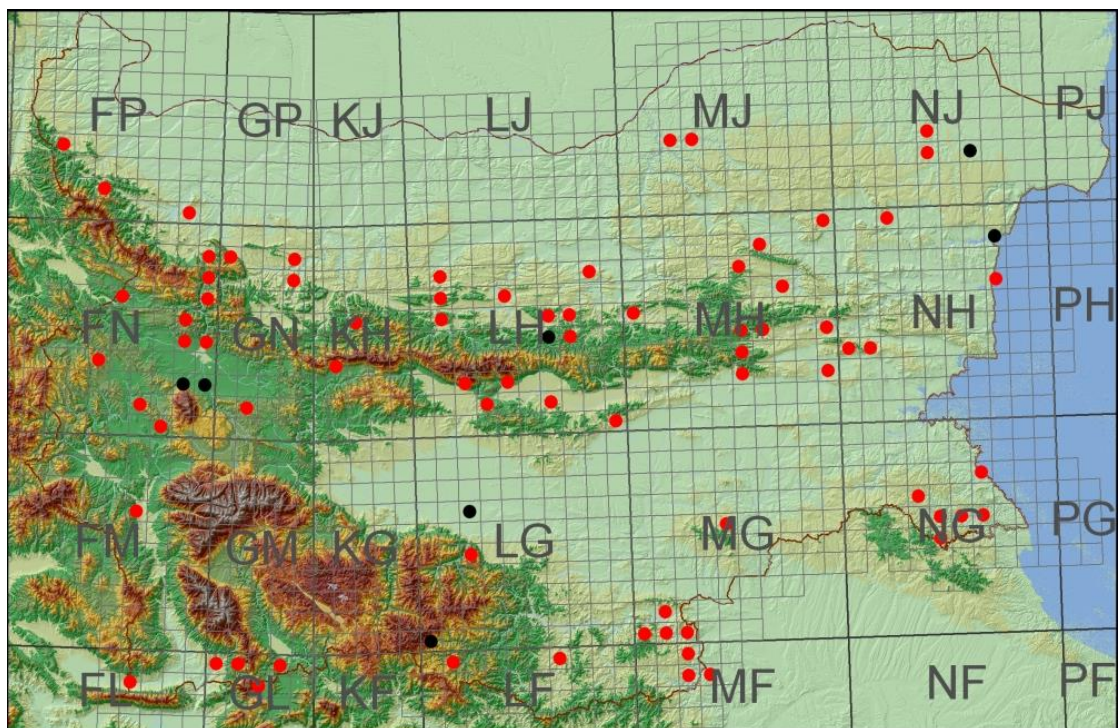 FP GP KJ LJ MJ NJ PJ
FN GN KH LH MH NH PH
FM GM KG LG MG NG PG
FL GL KF LF MF NF PF